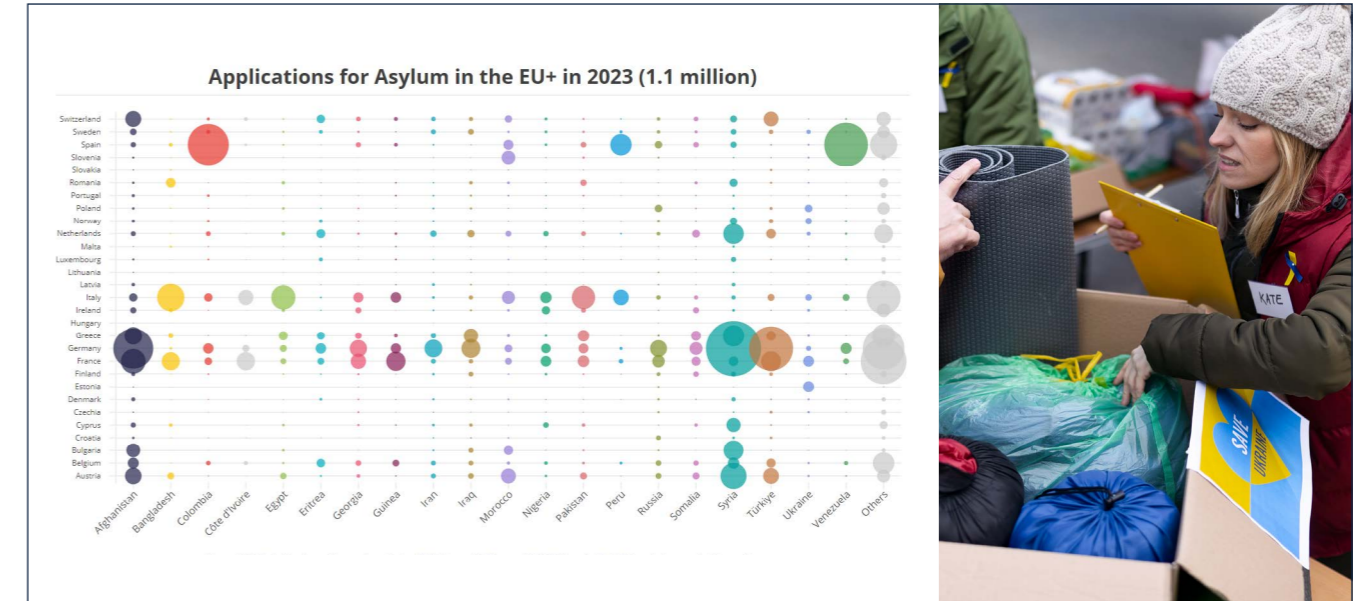 Applications for Asylum in the EU+ in 2023 (1.1 million)
Switzerland
Sweden
Spain
Slovenia
Slovakia
Romania
Portugal
Poland
Norway
Netherlands
Malta
Luxembourg
Lithuania
Latvia
Italy
Ireland
Hungary
Greece
Germany
France
Finland
Estonia
Denmark
Czechia
Cyprus
Croatia
Bulgaria
Belgium
Austria
Afghanistan
Bangladesh
Colombia
Côte d'Ivoire
Egypt
Eritrea
Georgia
Guinea
Iran
Iraq
Morocco
Nigeria
Pakistan
Peru
Russia
Somalia
Syria
Türkiye
Ukraine
Venezuela
Others
KATE
SAVE
UKRAINE